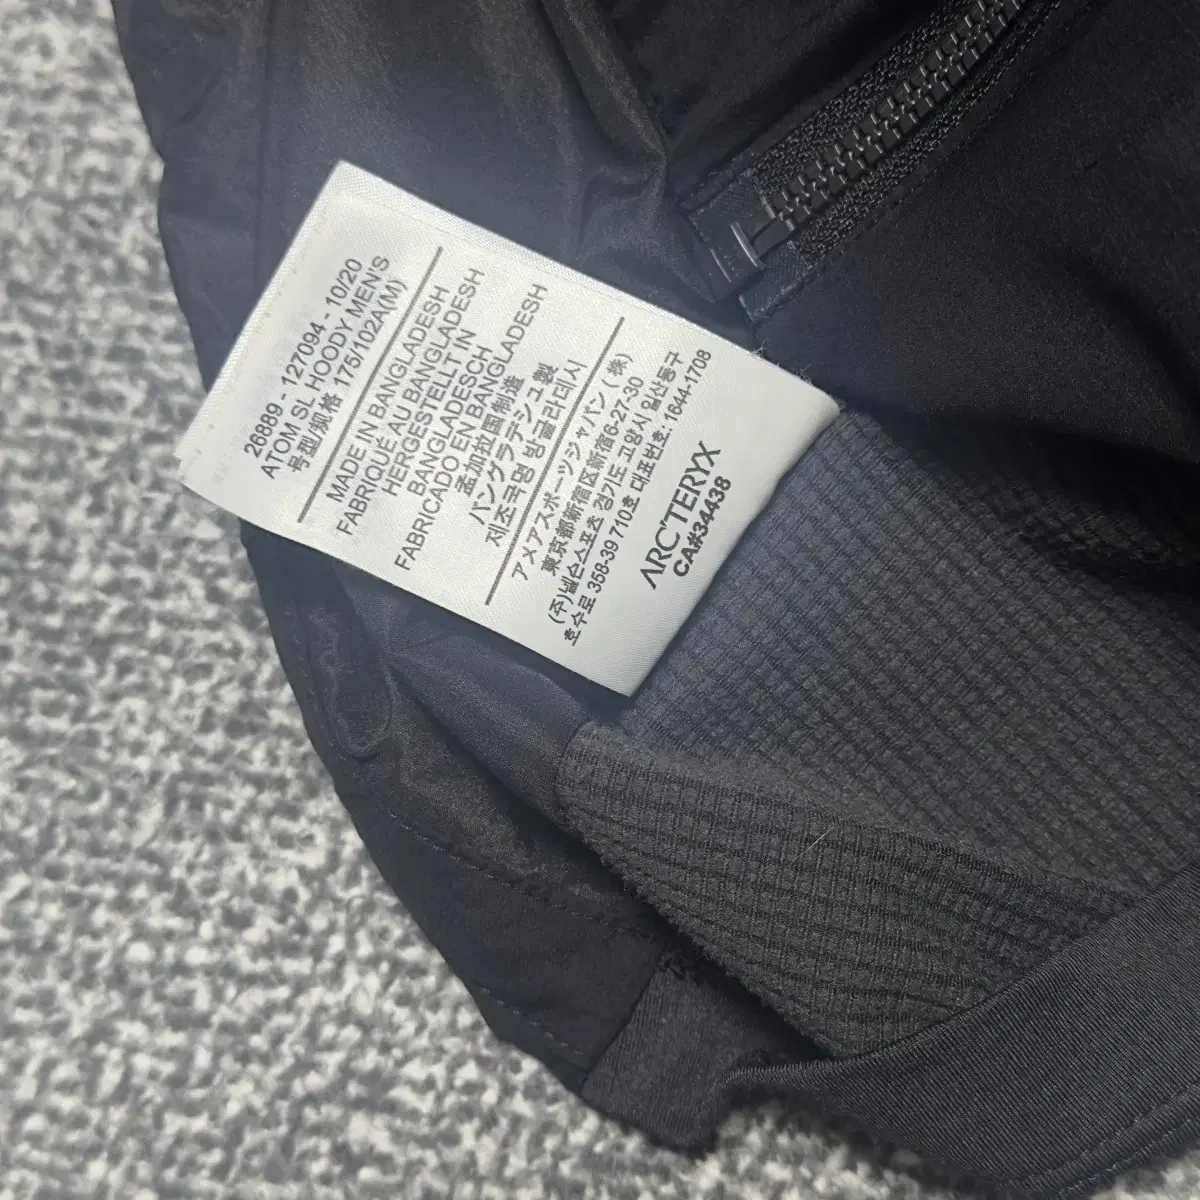 26889 - 127094 - 10/20
ATOM SL HOODY MEN'S
号型/规格 175/102A(M)
MADE IN BANGLADESH
FABRIQUÉ AU BANGLADESH
HERGESTELLT IN
BANGLADESCH
FABRICADO EN BANGLADESH
孟加拉国制造
バングラデシュ製
제조국명 방글라데시
アメアスポーツジャパン (株)
東京都新宿区新宿6-27-30
(주)넬슨스포츠 경기도 고양시 일산동구
호수로 358-39 710호 대표번호: 1644-1708
ARC'TERYX
CA#34438